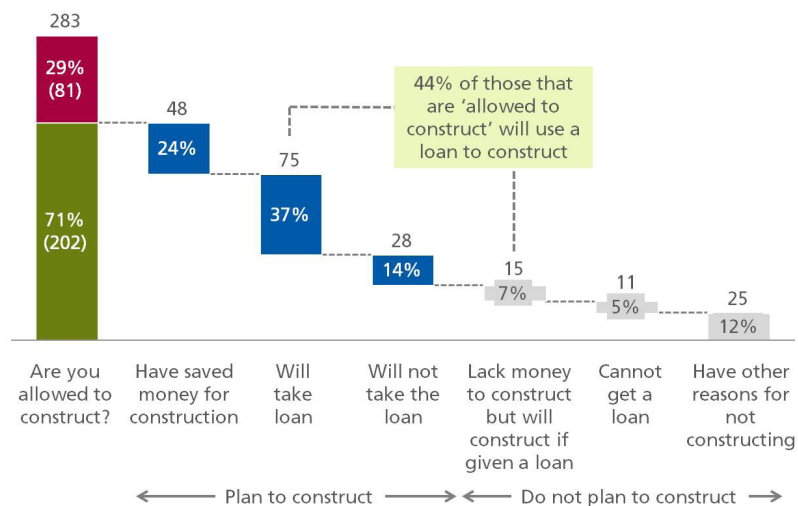 283
29%
(81)
71%
(202)
48
24%
75
37%
28
14%
44% of those that
are ‘allowed to
construct’ will use a
loan to construct
15
7%
11
5%
25
12%
Are you
allowed to
construct?
Have saved
money for
construction
Will
take
loan
Will not
take the
loan
Lack money
to construct
but will
construct if
given a loan
Cannot
get a
loan
Have other
reasons for
not
constructing
Plan to construct
Do not plan to construct